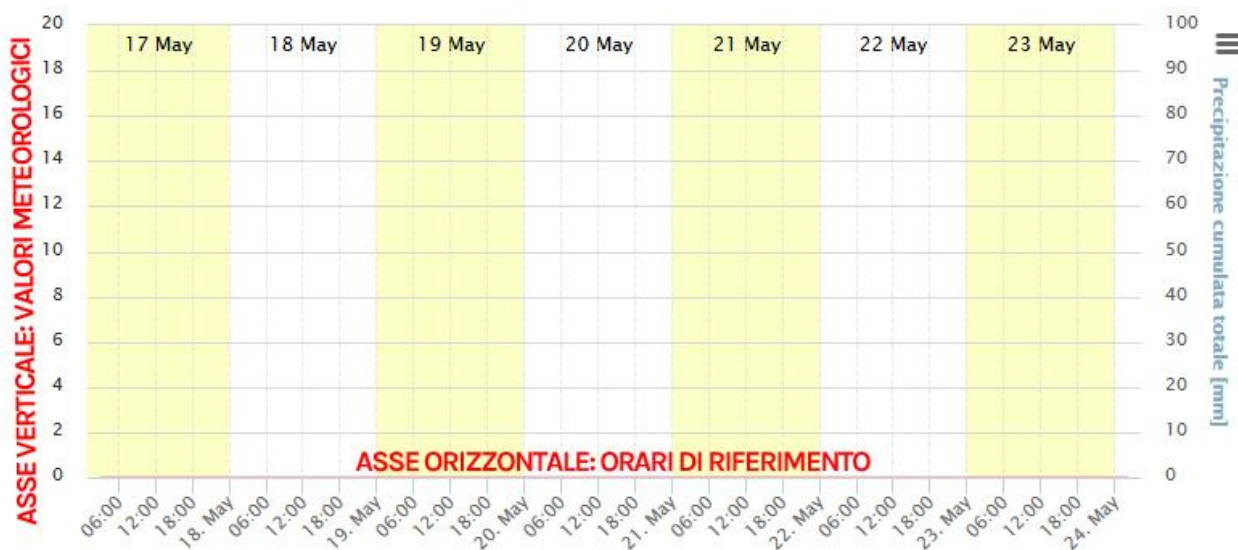 ASSE VERTICALE: VALORI METEOROLOGICI
20
18
16
14
12
10
8
6
4
2
0
17 May
18 May
19 May
20 May
21 May
22 May
23 May
100
90
80
70
60
50
40
30
20
10
0
Precipitazione cumulata totale [mm]
ASSE ORIZZONTALE: ORARI DI RIFERIMENTO
06:00
12:00
18:00
18. May
06:00
12:00
18:00
19. May
06:00
12:00
18:00
20. May
06:00
12:00
18:00
21. May
06:00
12:00
18:00
22. May
06:00
12:00
18:00
23. May
06:00
12:00
18:00
24. May